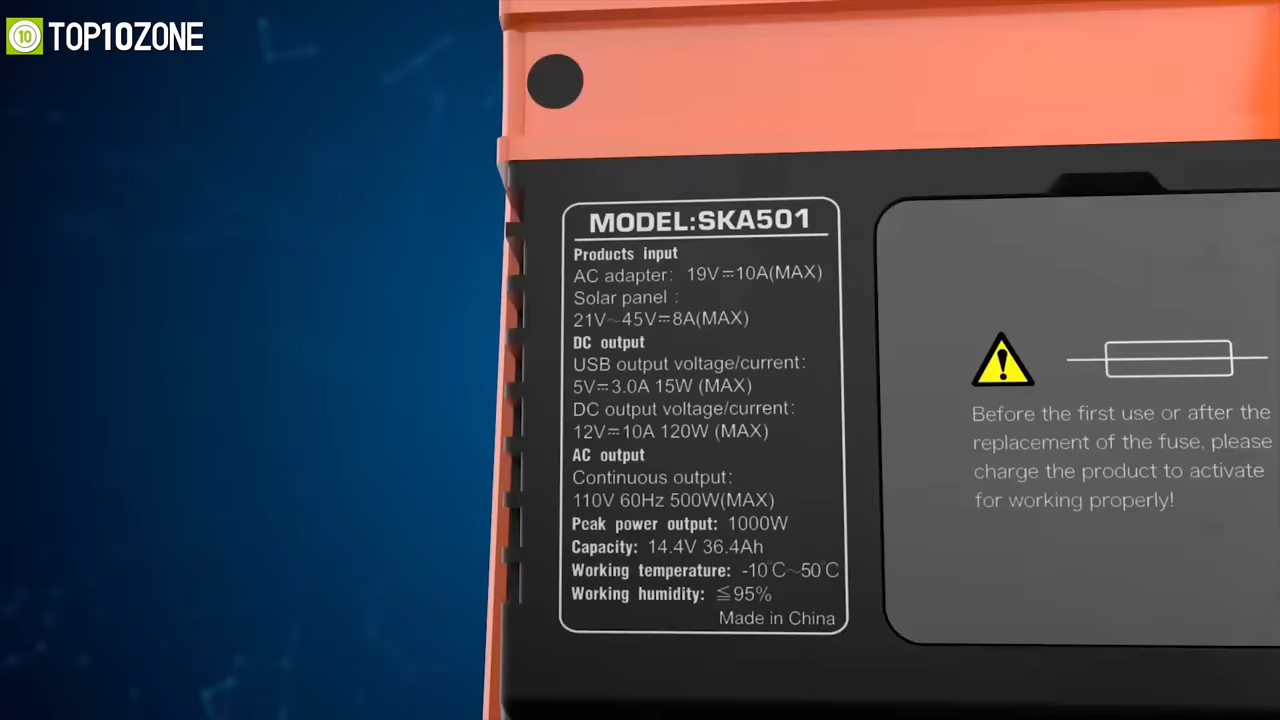 10 TOP10ZONE
MODEL:SKA501
Products input
AC adapter: 19V⎓10A(MAX)
Solar panel :
21V~45V⎓8A(MAX)
DC output
USB output voltage/current:
5V⎓3.0A 15W (MAX)
DC output voltage/current:
12V⎓10A 120W (MAX)
AC output
Continuous output:
110V 60Hz 500W(MAX)
Peak power output: 1000W
Capacity: 14.4V 36.4Ah
Working temperature: -10℃~50℃
Working humidity: ≦95%
Made in China
Before the first use or after the
replacement of the fuse, please
charge the product to activate
for working properly!